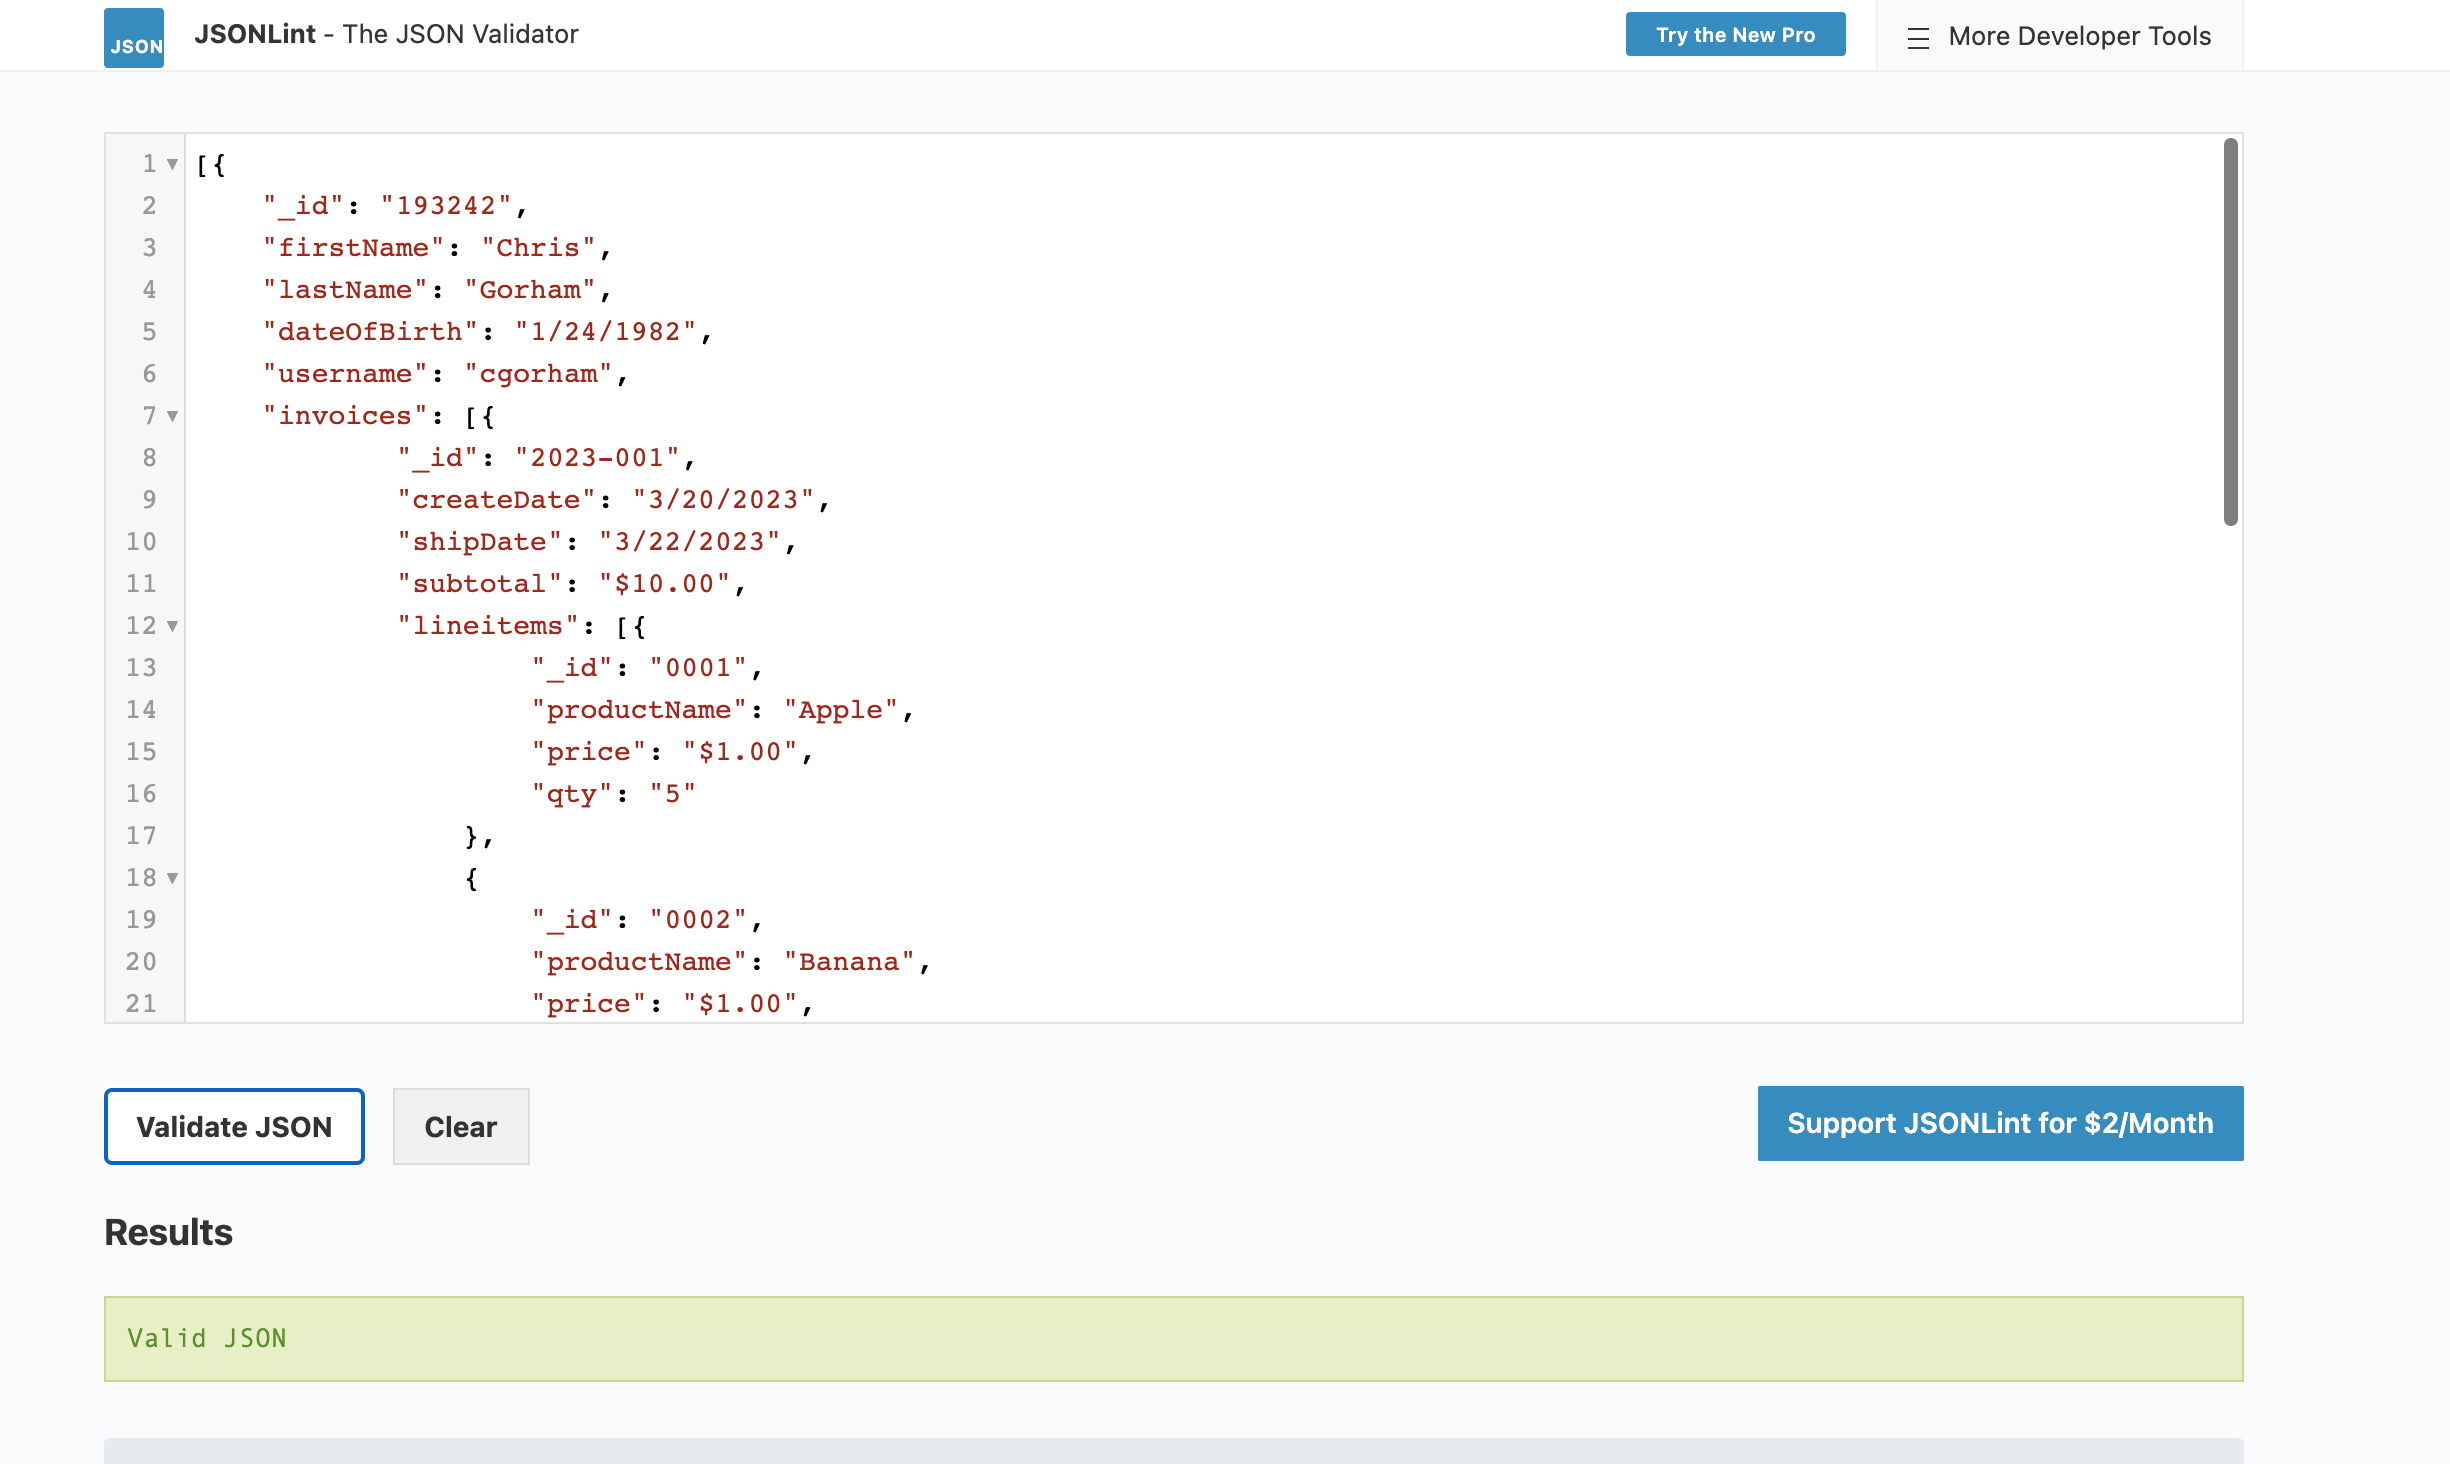 JSON
JSONLint - The JSON Validator
Try the New Pro
More Developer Tools
1 [{
2 "_id": "193242",
3 "firstName": "Chris",
4 "lastName": "Gorham",
5 "dateOfBirth": "1/24/1982",
6 "username": "cgorham",
7 "invoices": [{
8 "_id": "2023-001",
9 "createDate": "3/20/2023",
10 "shipDate": "3/22/2023",
11 "subtotal": "$10.00",
12 "lineitems": [{
13 "_id": "0001",
14 "productName": "Apple",
15 "price": "$1.00",
16 "qty": "5"
17 },
18 {
19 "_id": "0002",
20 "productName": "Banana",
21 "price": "$1.00",
Validate JSON
Clear
Support JSONLint for $2/Month
Results
Valid JSON